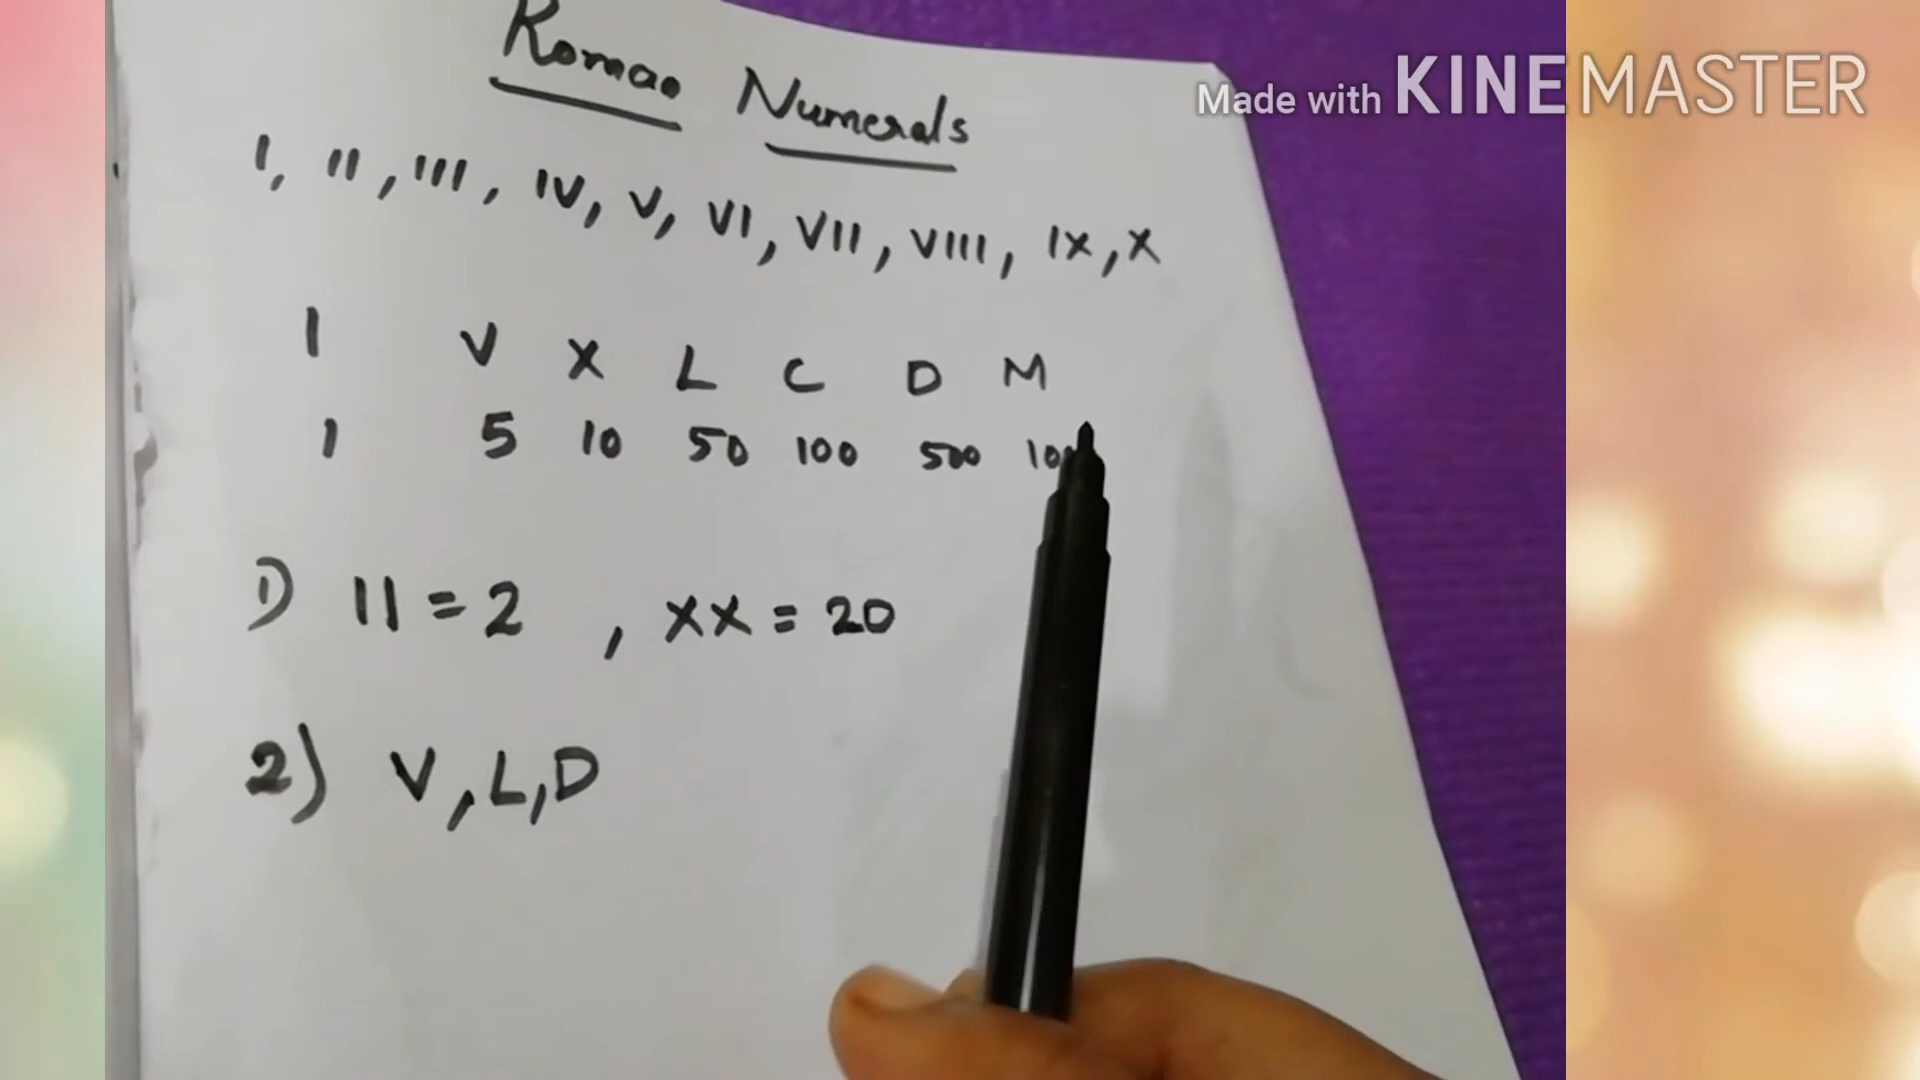 Roman Numerals
Made with KINEMASTER
I, II, III, IV, V, VI, VII, VIII, IX, X
I V X L C D M
1 5 10 50 100 500
1) II = 2, XX = 20
2) V, L, D